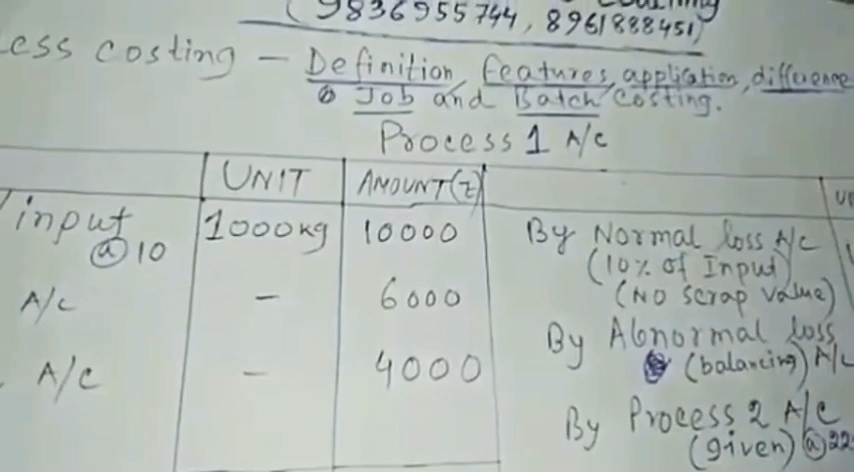 (9836955744, 8961888451)
ess costing - Definition, features, application, difference
Job and Batch Costing.
Process 1 A/c
UNIT AMOUNT(₹)
input 1000kg 10000 By Normal loss A/c
@ 10 (10% of Input)
(No scrap value)
A/c - 6000
By Abnormal loss
(balancing) A/c
A/c - 4000
By Process 2 A/c
(given) @ 22